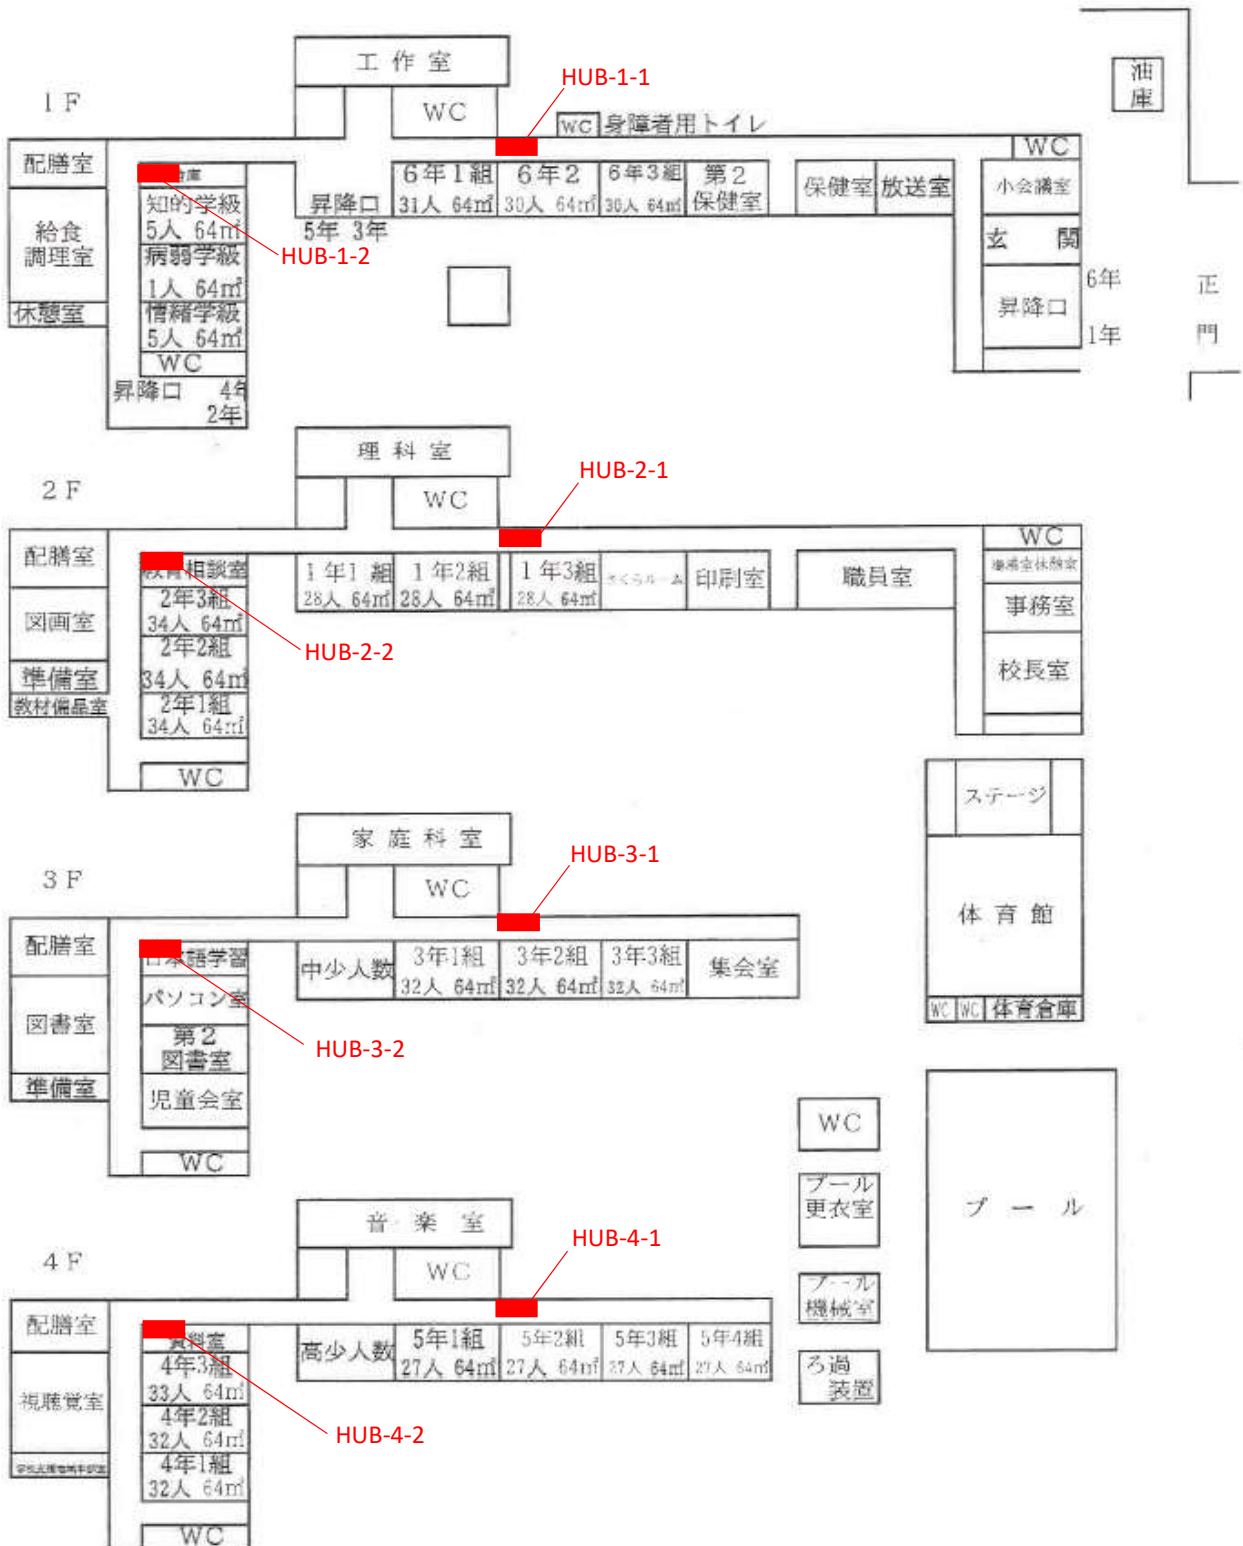 工作室
HUB-1-1
油庫
1F
WC
WC 身障者用トイレ
WC
配膳室
庫
6年1組
31人 64㎡
6年2
30人 64㎡
6年3組
30人 64㎡
第2
保健室
保健室
放送室
小会議室
知的学級
5人 64㎡
昇降口
5年 3年
給食
調理室
病弱学級
1人 64㎡
HUB-1-2
玄関
休憩室
情緒学級
5人 64㎡
昇降口
6年
1年
正
門
WC
昇降口 4年
2年
理科室
HUB-2-1
2F
WC
WC
配膳室
教育相談室
1年1組
28人 64㎡
1年2組
28人 64㎡
1年3組
28人 64㎡
さくらルーム
印刷室
職員室
図画室
2年3組
34人 64㎡
事務室
HUB-2-2
2年2組
34人 64㎡
校長室
準備室
教材備品室
2年1組
34人 64㎡
WC
ステージ
家庭科室
HUB-3-1
3F
WC
体育館
配膳室
日本語学習
中少人数
3年1組
32人 64㎡
3年2組
32人 64㎡
3年3組
32人 64㎡
集会室
パソコン室
WC
WC
体育倉庫
図書室
第2
図書室
HUB-3-2
準備室
児童会室
WC
WC
プール
更衣室
プール
音楽室
HUB-4-1
4F
WC
プール
機械室
配膳室
資料室
高少人数
5年1組
27人 64㎡
5年2組
27人 64㎡
5年3組
27人 64㎡
5年4組
27人 64㎡
ろ過
装置
視聴覚室
4年3組
33人 64㎡
4年2組
32人 64㎡
HUB-4-2
4年1組
32人 64㎡
WC